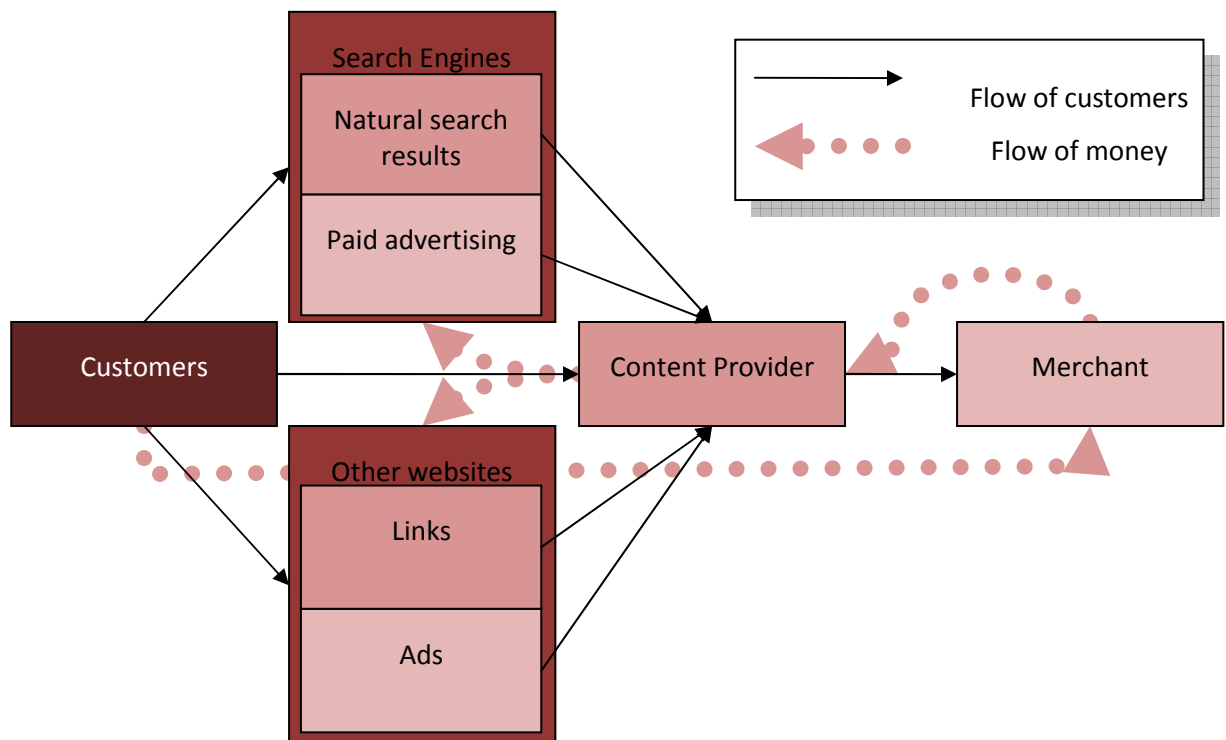 Search Engines
Natural search
results
Paid advertising
Flow of customers
Flow of money
Customers
Content Provider
Merchant
Other websites
Links
Ads